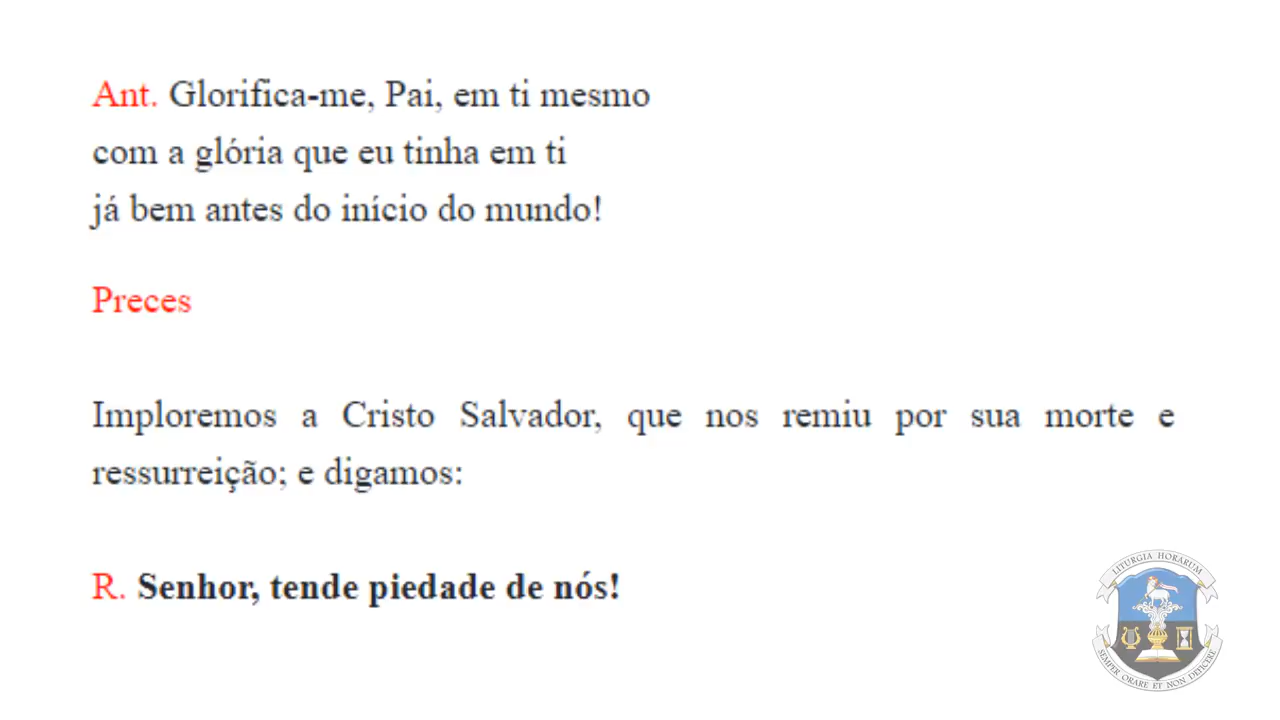 Ant. Glorifica-me, Pai, em ti mesmo
com a glória que eu tinha em ti
já bem antes do início do mundo!
Preces
Imploremos a Cristo Salvador, que nos remiu por sua morte e
ressurreição; e digamos:
R. Senhor, tende piedade de nós!
LITURGIA HORARUM
SEMPER ORARE ET NON DEFICERE